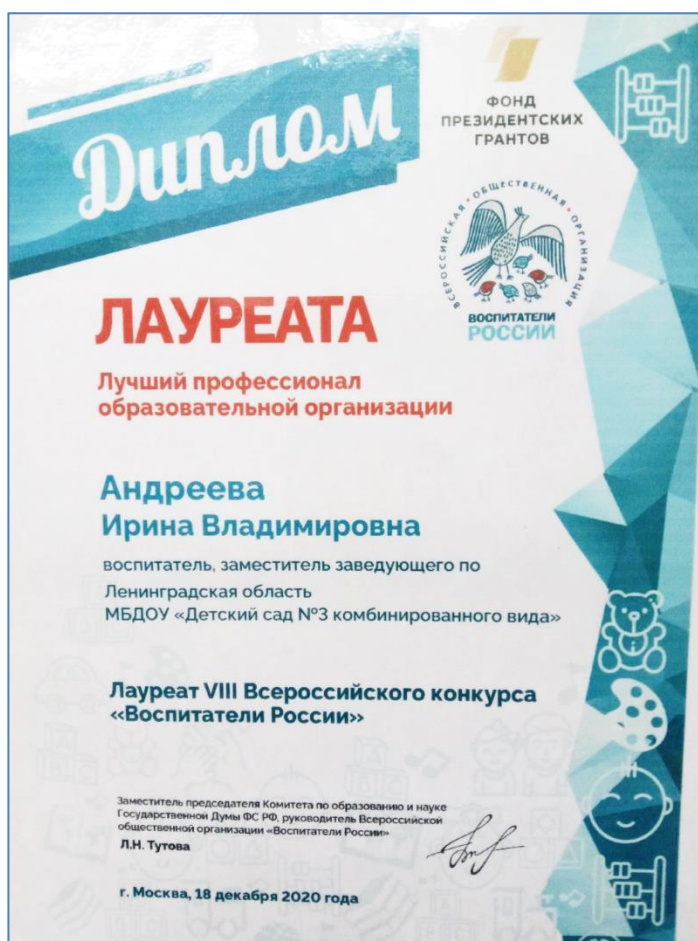 Диплом
ФОНД
ПРЕЗИДЕНТСКИХ
ГРАНТОВ
ВСЕРОССИЙСКАЯ • ОБЩЕСТВЕННАЯ • ОРГАНИЗАЦИЯ
ВОСПИТАТЕЛИ
РОССИИ
ЛАУРЕАТА
Лучший профессионал
образовательной организации
Андреева
Ирина Владимировна
воспитатель, заместитель заведующего по
Ленинградская область
МБДОУ «Детский сад №3 комбинированного вида»
Лауреат VIII Всероссийского конкурса
«Воспитатели России»
Заместитель председателя Комитета по образованию и науке
Государственной Думы ФС РФ, руководитель Всероссийской
общественной организации «Воспитатели России»
Л.Н. Тутова
г. Москва, 18 декабря 2020 года